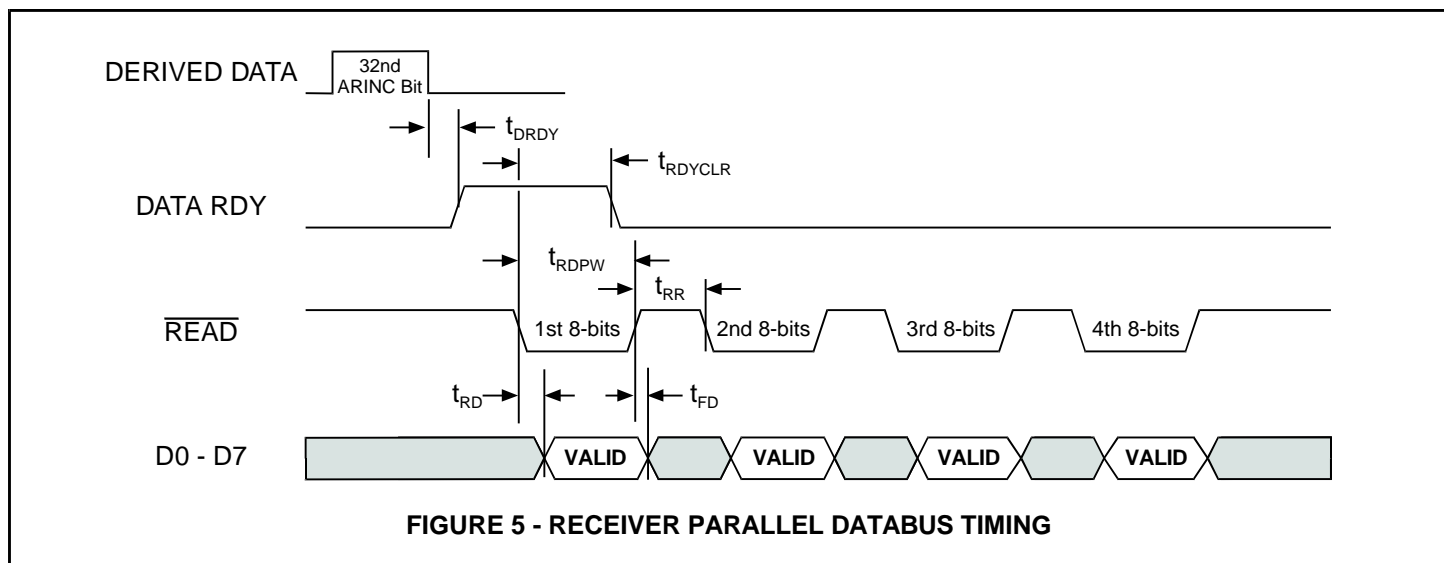 DERIVED DATA
32nd
ARINC Bit
tDRDY
tRDYCLR
DATA RDY
tRDPW
tRR
READ
1st 8-bits
2nd 8-bits
3rd 8-bits
4th 8-bits
tRD
tFD
D0 - D7
VALID
VALID
VALID
VALID
FIGURE 5 - RECEIVER PARALLEL DATABUS TIMING